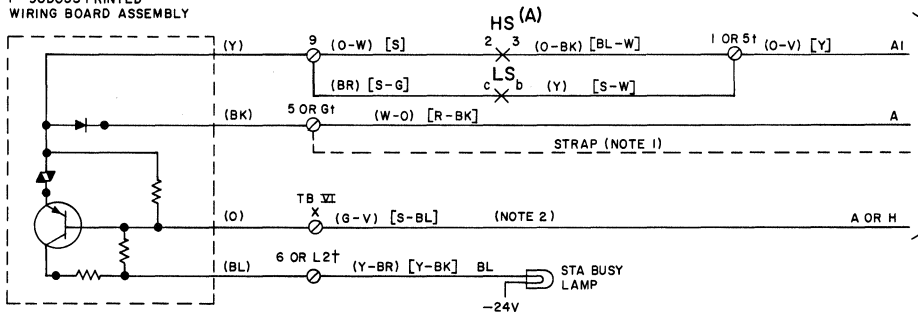 WIRING BOARD ASSEMBLY
HS (A)
(Y) 9 (O-W) [S] 2 3 (O-BK) [BL-W] 1 OR 5† (O-V) [Y] A1
LS
(BR) [S-G] c b (Y) [S-W]
(BK) 5 OR G† (W-O) [R-BK] A
STRAP (NOTE 1)
TB VI
X
(O) (G-V) [S-BL] (NOTE 2) A OR H
(BL) 6 OR L2† (Y-BR) [Y-BK] BL STA BUSY
LAMP
-24V